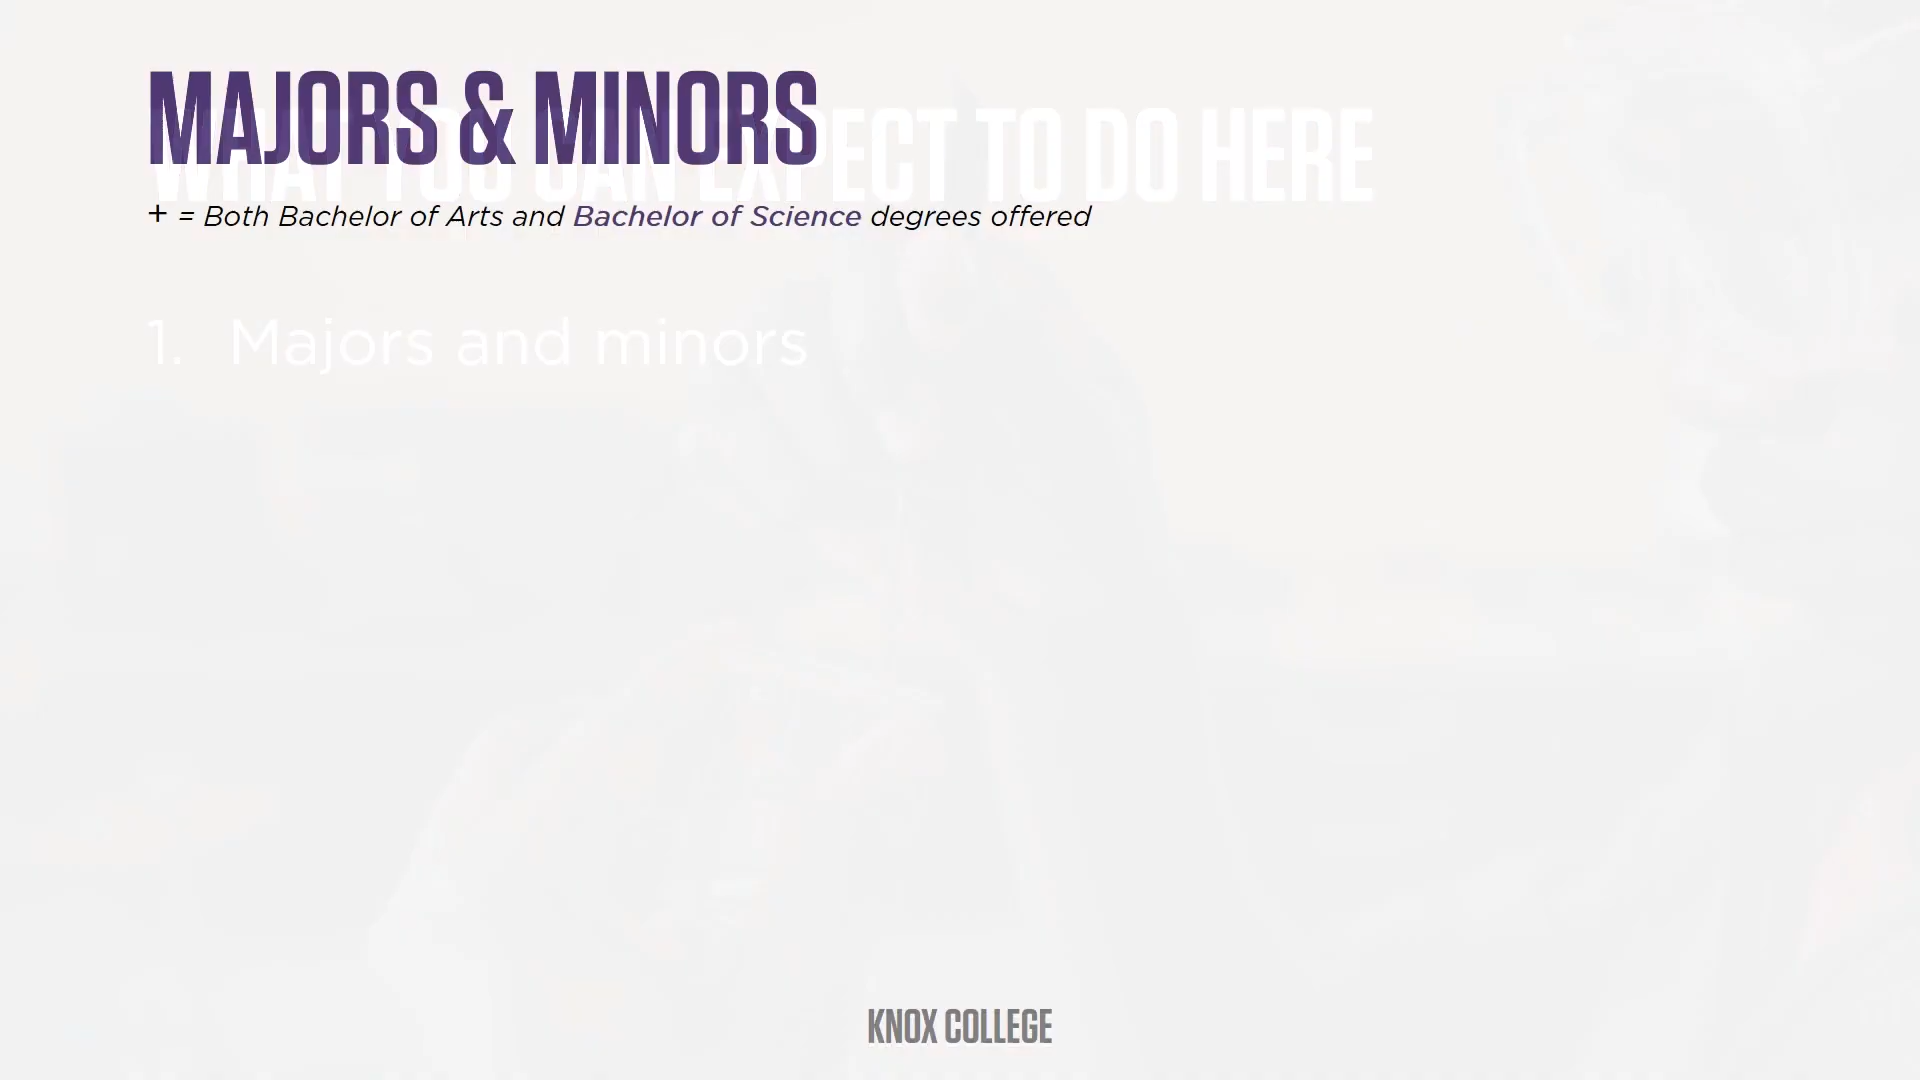 MAJORS & MINORS
WHAT YOU CAN EXPECT TO DO HERE
+ = Both Bachelor of Arts and Bachelor of Science degrees offered
1. Majors and minors
KNOX COLLEGE